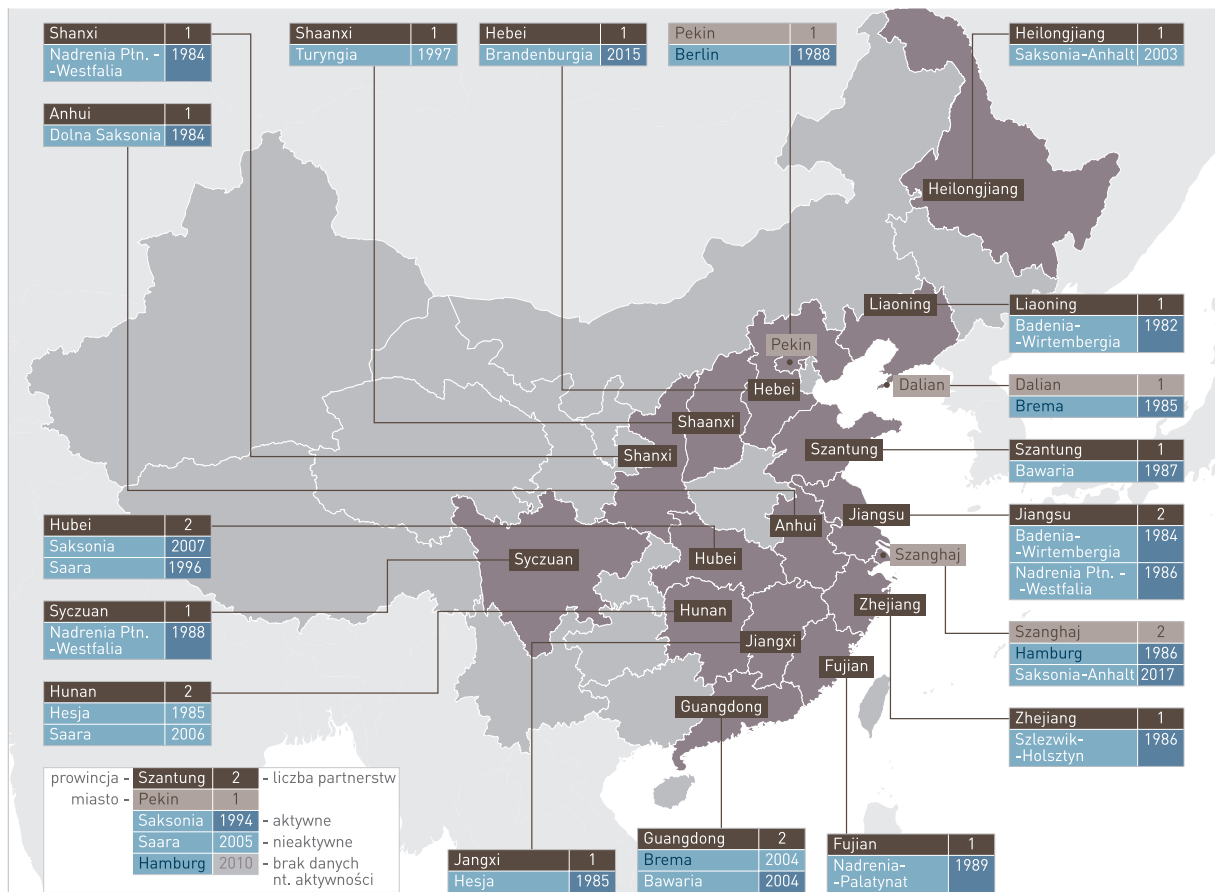 Shanxi 1
Nadrenia Płn. - 1984
-Westfalia
Anhui 1
Dolna Saksonia 1984
Shaanxi 1
Turyngia 1997
Hebei 1
Brandenburgia 2015
Pekin 1
Berlin 1988
Heilongjiang 1
Saksonia-Anhalt 2003
Heilongjiang
Liaoning
Liaoning 1
Badenia- 1982
-Wirtembergia
Pekin
Dalian
Dalian 1
Brema 1985
Hebei
Shaanxi
Szantung
Szantung 1
Bawaria 1987
Shanxi
Anhui
Jiangsu
Jiangsu 2
Badenia- 1984
-Wirtembergia
Nadrenia Płn. - 1986
-Westfalia
Hubei 2
Saksonia 2007
Saara 1996
Syczuan
Hubei
Szanghaj
Syczuan 1
Nadrenia Płn. 1988
-Westfalia
Hunan
Zhejiang
Szanghaj 2
Hamburg 1986
Saksonia-Anhalt 2017
Jiangxi
Fujian
Hunan 2
Hesja 1985
Saara 2006
Guangdong
Zhejiang 1
Szlezwik- 1986
-Holsztyn
prowincja - Szantung 2 - liczba partnerstw
miasto - Pekin 1
Saksonia 1994 - aktywne
Saara 2005 - nieaktywne
Hamburg 2010 - brak danych
nt. aktywności
Jangxi 1
Hesja 1985
Guangdong 2
Brema 2004
Bawaria 2004
Fujian 1
Nadrenia- 1989
-Palatynat